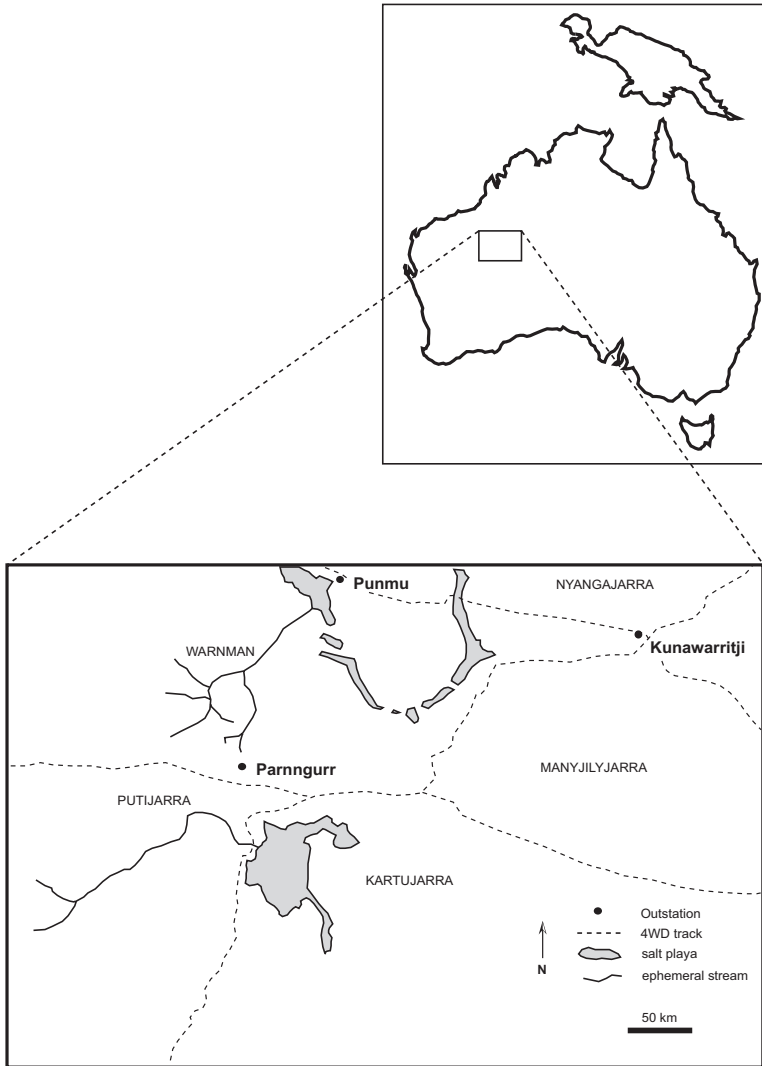 Punmu
NYANGAJARRA
Kunawarritji
WARNMAN
Parnngurr
MANYJILYJARRA
PUTIJARRA
KARTUJARRA
Outstation
4WD track
salt playa
ephemeral stream
N
50 km